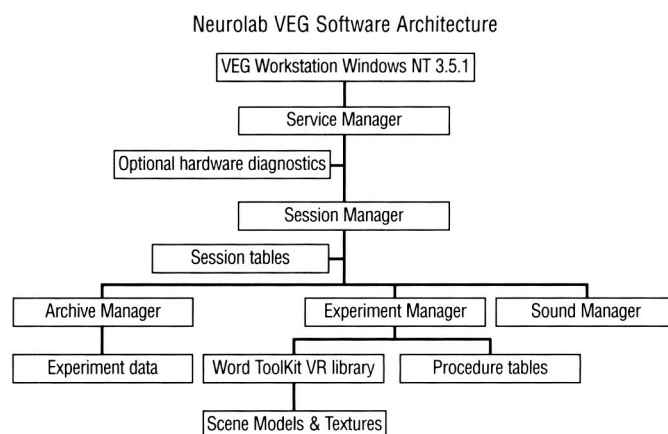 Neurolab VEG Software Architecture
VEG Workstation Windows NT 3.5.1
Service Manager
Optional hardware diagnostics
Session Manager
Session tables
Archive Manager
Experiment Manager
Sound Manager
Experiment data
Word ToolKit VR library
Procedure tables
Scene Models & Textures